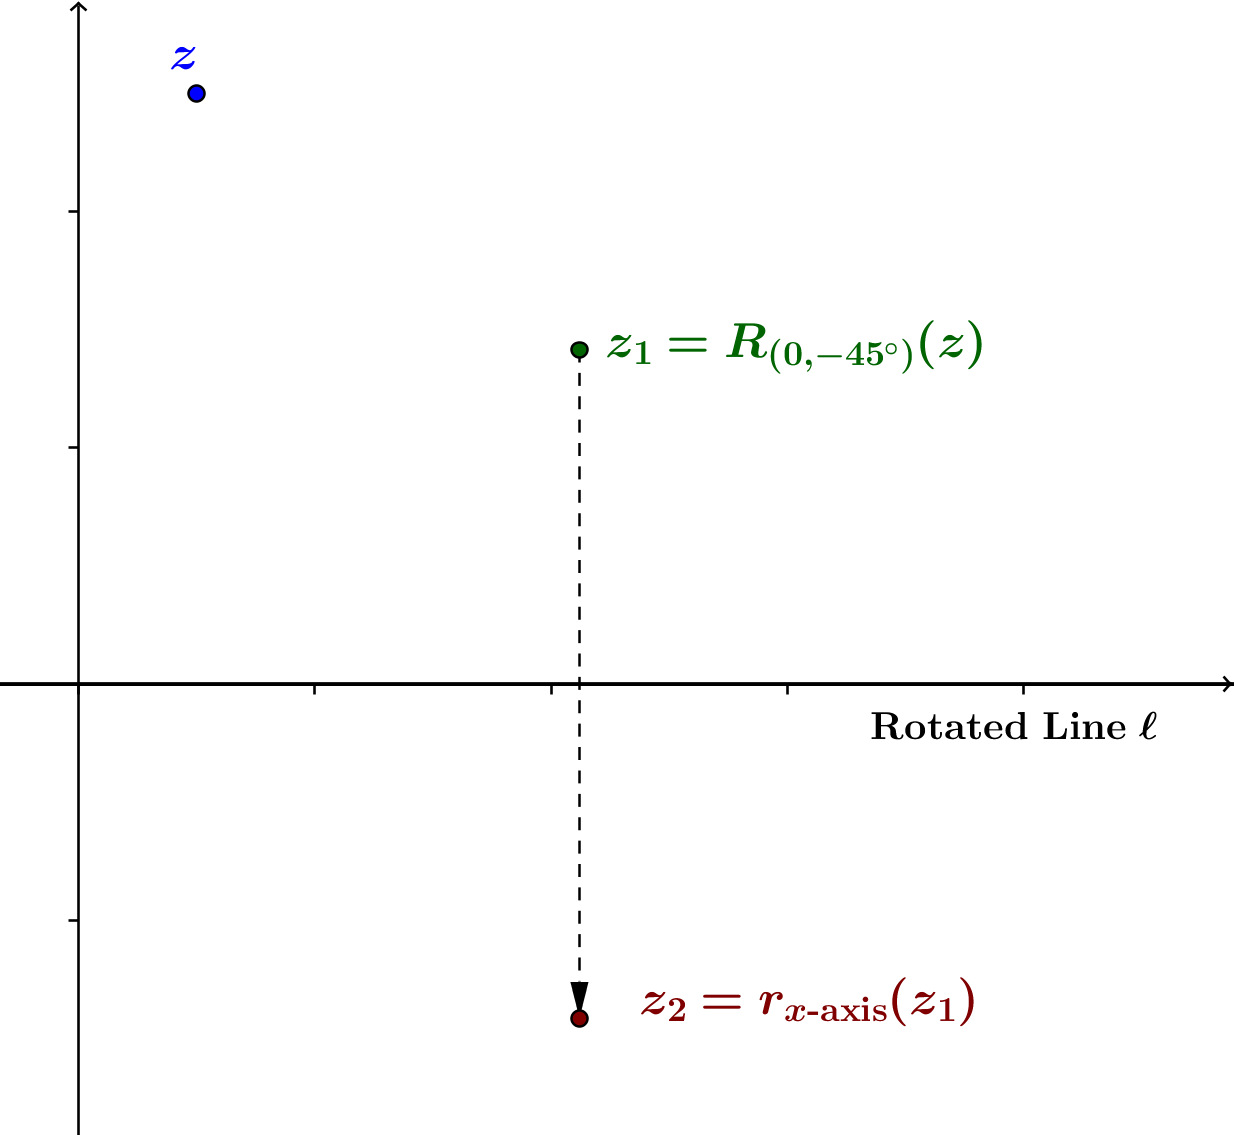 z
z₁ = R₍₀,₋₄₅°₎(z)
Rotated Line ℓ
z₂ = r_{x-axis}(z₁)